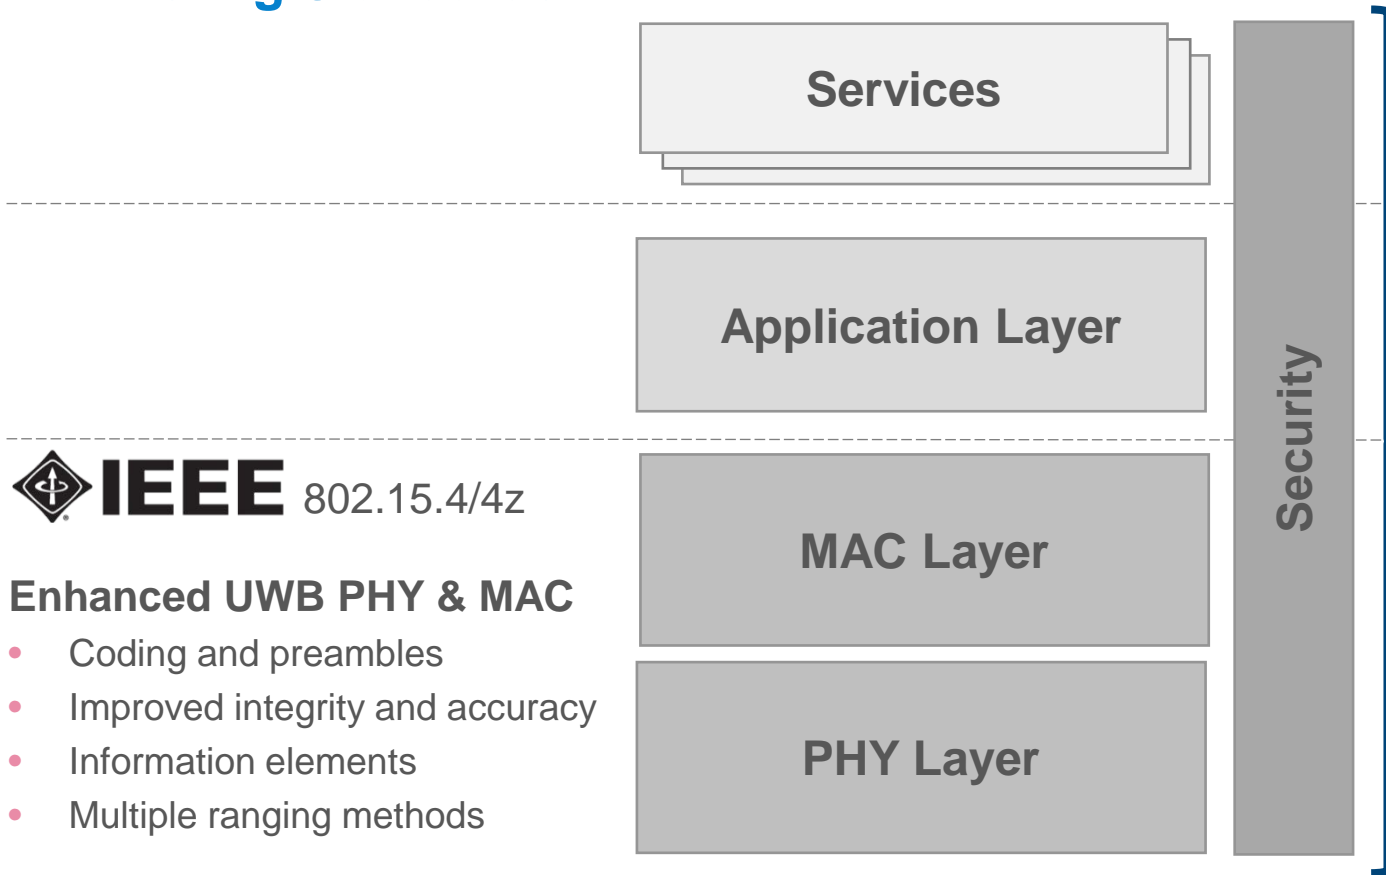 Services
Application Layer
Security
IEEE 802.15.4/4z
MAC Layer
Enhanced UWB PHY & MAC
• Coding and preambles
• Improved integrity and accuracy
• Information elements
• Multiple ranging methods
PHY Layer